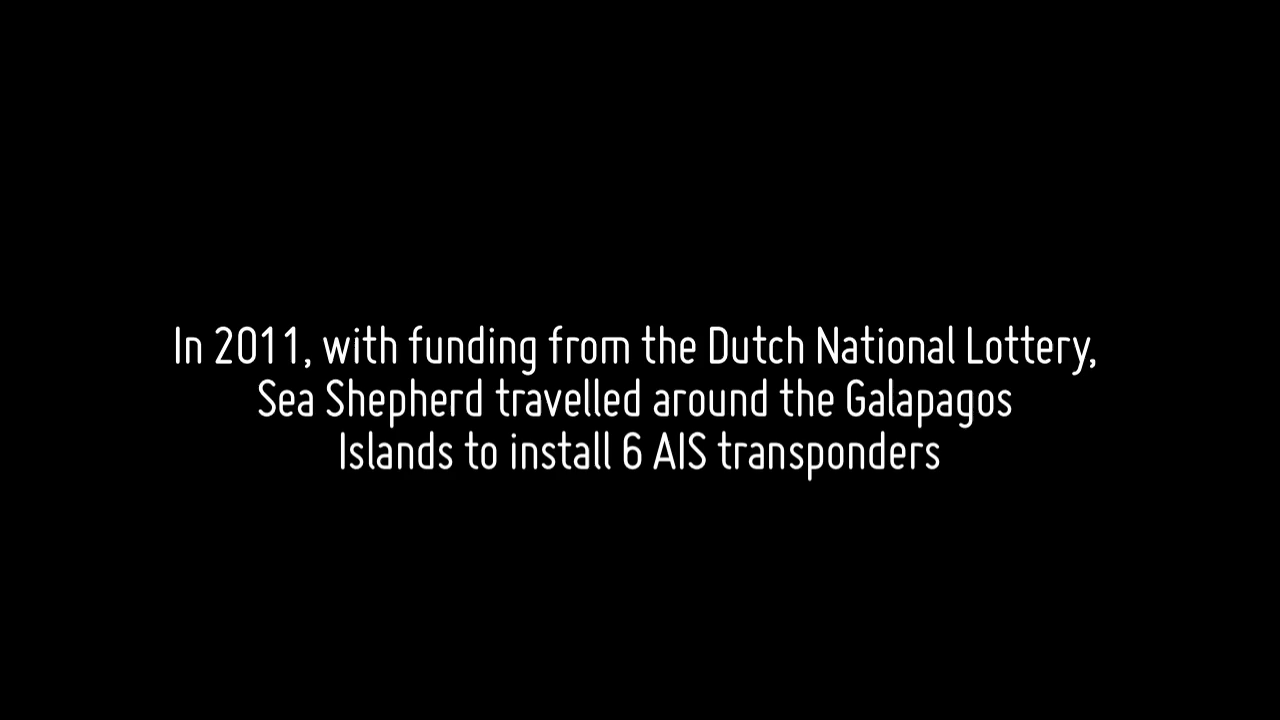 In 2011, with funding from the Dutch National Lottery,
Sea Shepherd travelled around the Galapagos
Islands to install 6 AIS transponders